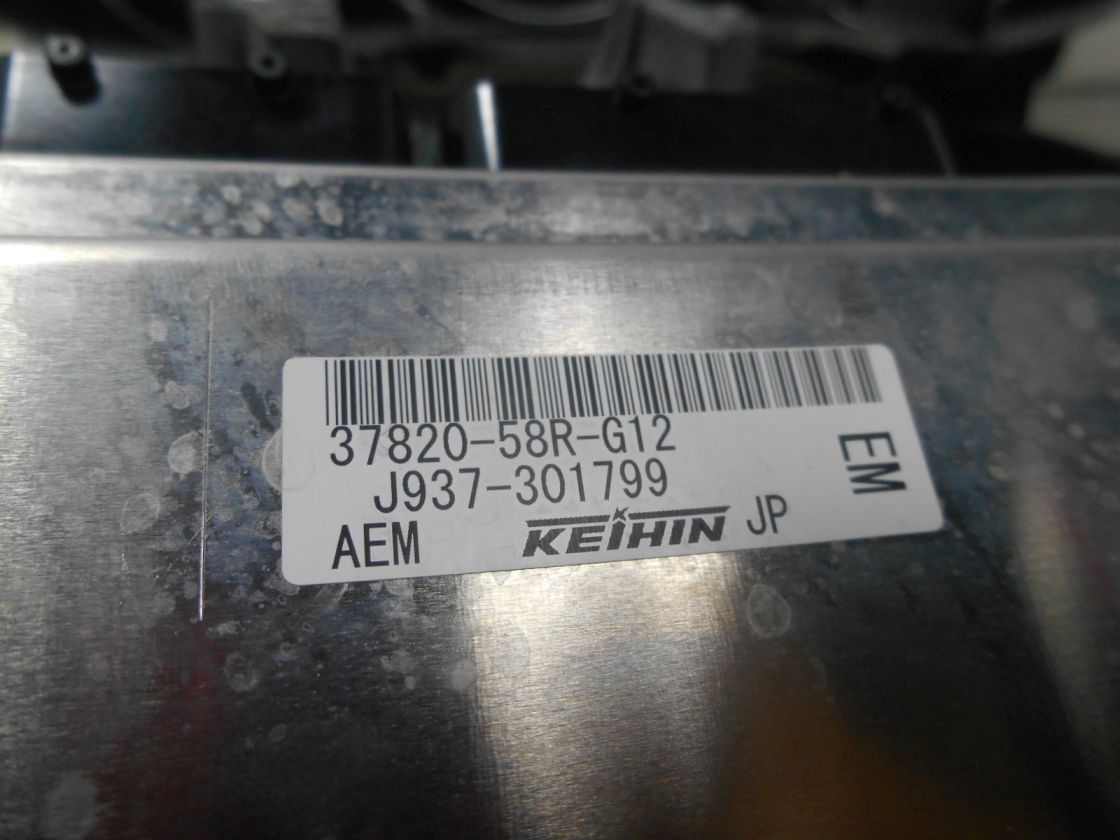 37820-58R-G12
J937-301799
AEM KEIHIN JP
EM